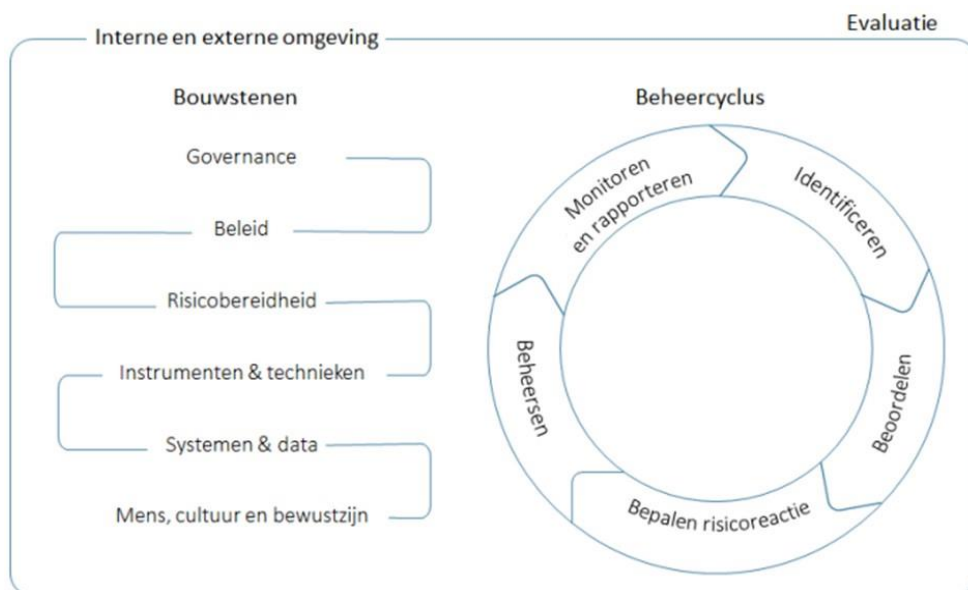 Evaluatie
Interne en externe omgeving
Bouwstenen
Governance
Beleid
Risicobereidheid
Instrumenten & technieken
Systemen & data
Mens, cultuur en bewustzijn
Beheercyclus
Identificeren
Beoordelen
Bepalen risicoreactie
Beheersen
Monitoren
en rapporteren